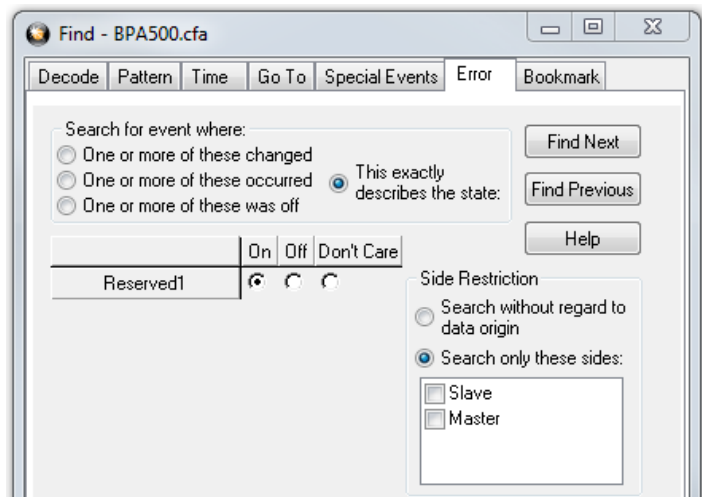 Find - BPA500.cfa
Decode Pattern Time Go To Special Events Error Bookmark
Search for event where:
One or more of these changed
One or more of these occurred
One or more of these was off
This exactly
describes the state:
Find Next
Find Previous
Help
On Off Don't Care
Reserved1
Side Restriction
Search without regard to
data origin
Search only these sides:
Slave
Master